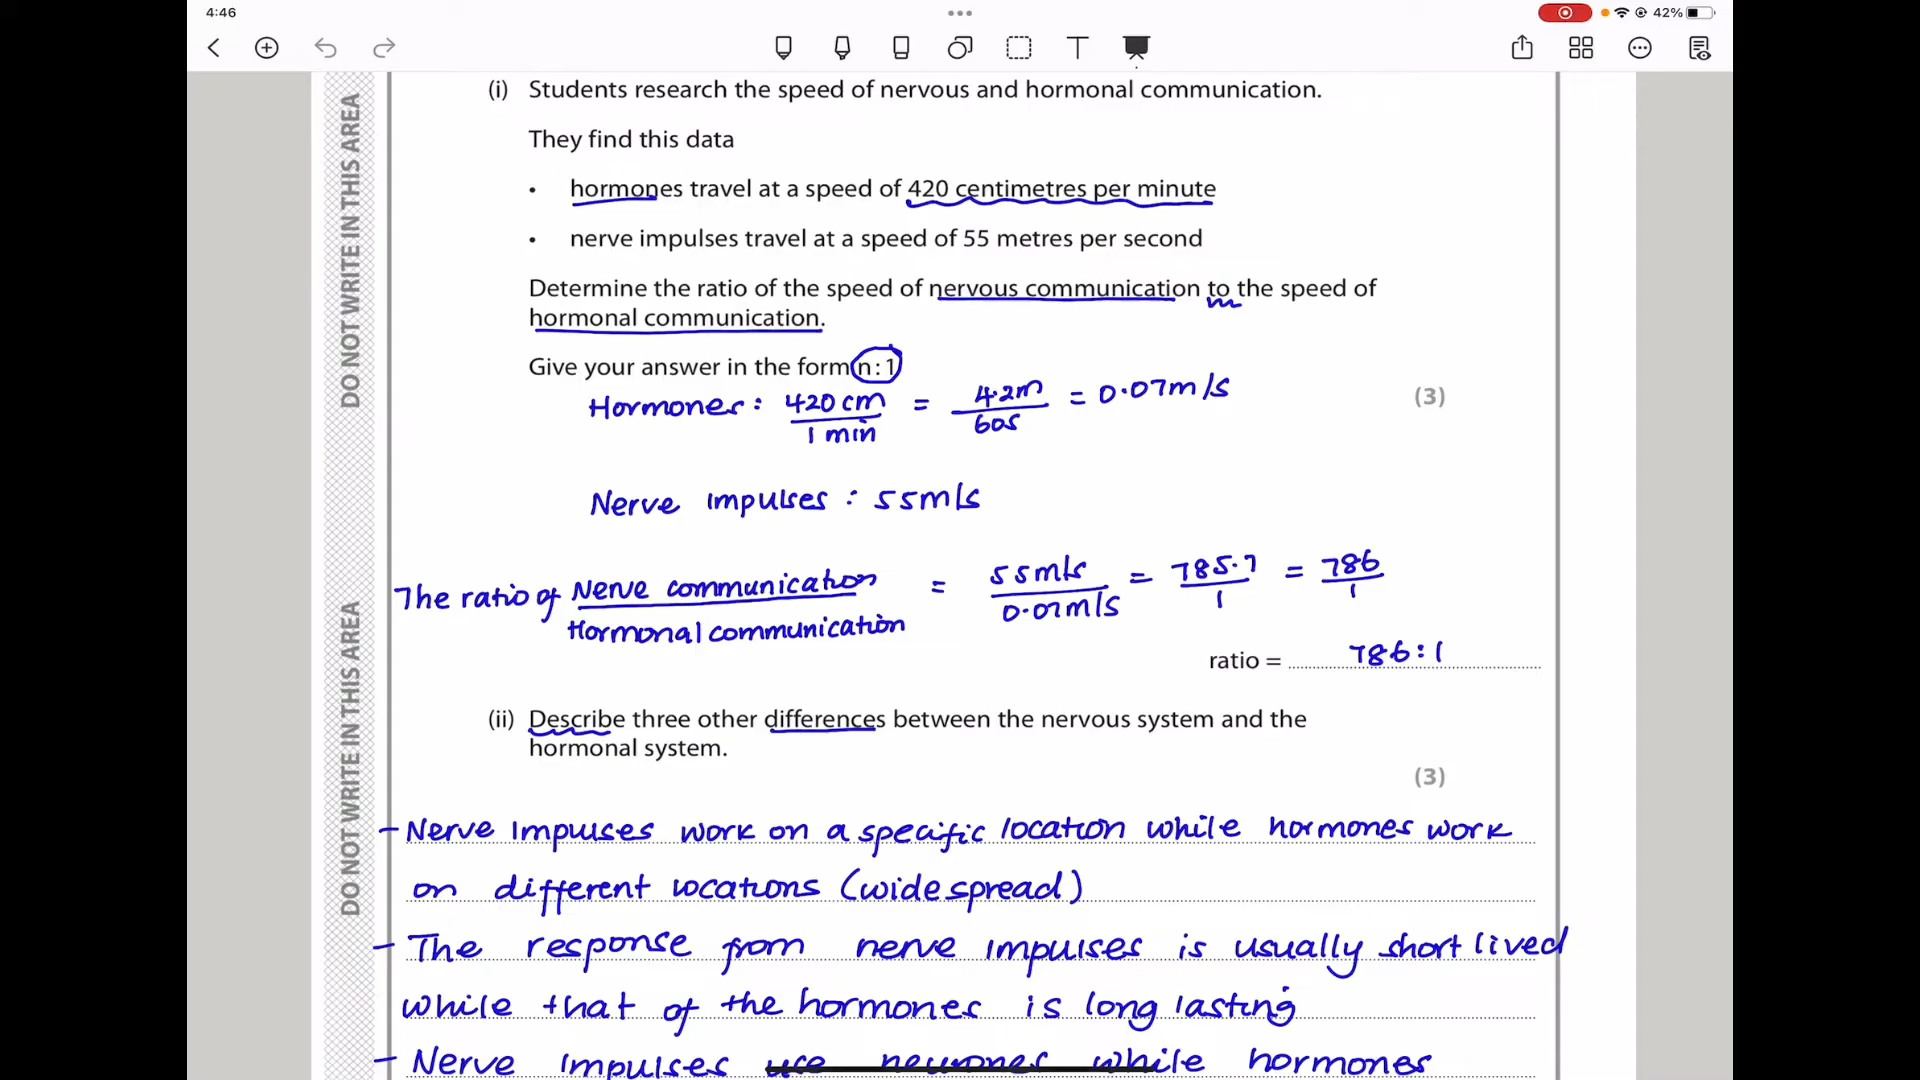 4:46
42%
(i) Students research the speed of nervous and hormonal communication.
They find this data
• hormones travel at a speed of 420 centimetres per minute
• nerve impulses travel at a speed of 55 metres per second
Determine the ratio of the speed of nervous communication to the speed of
hormonal communication.
Give your answer in the form n : 1
(3)
Hormones : 420 cm / 1 min = 4.2m / 60s = 0.07m/s
Nerve impulses : 55m/s
The ratio of Nerve communication / Hormonal communication = 55m/s / 0.07m/s = 785.7 / 1 = 786 / 1
ratio = 786:1
(ii) Describe three other differences between the nervous system and the
hormonal system.
(3)
- Nerve impulses work on a specific location while hormones work
on different locations (widespread)
- The response from nerve impulses is usually short lived
while that of the hormones is long lasting
- Nerve impulses use neurones while hormones
DO NOT WRITE IN THIS AREA
DO NOT WRITE IN THIS AREA